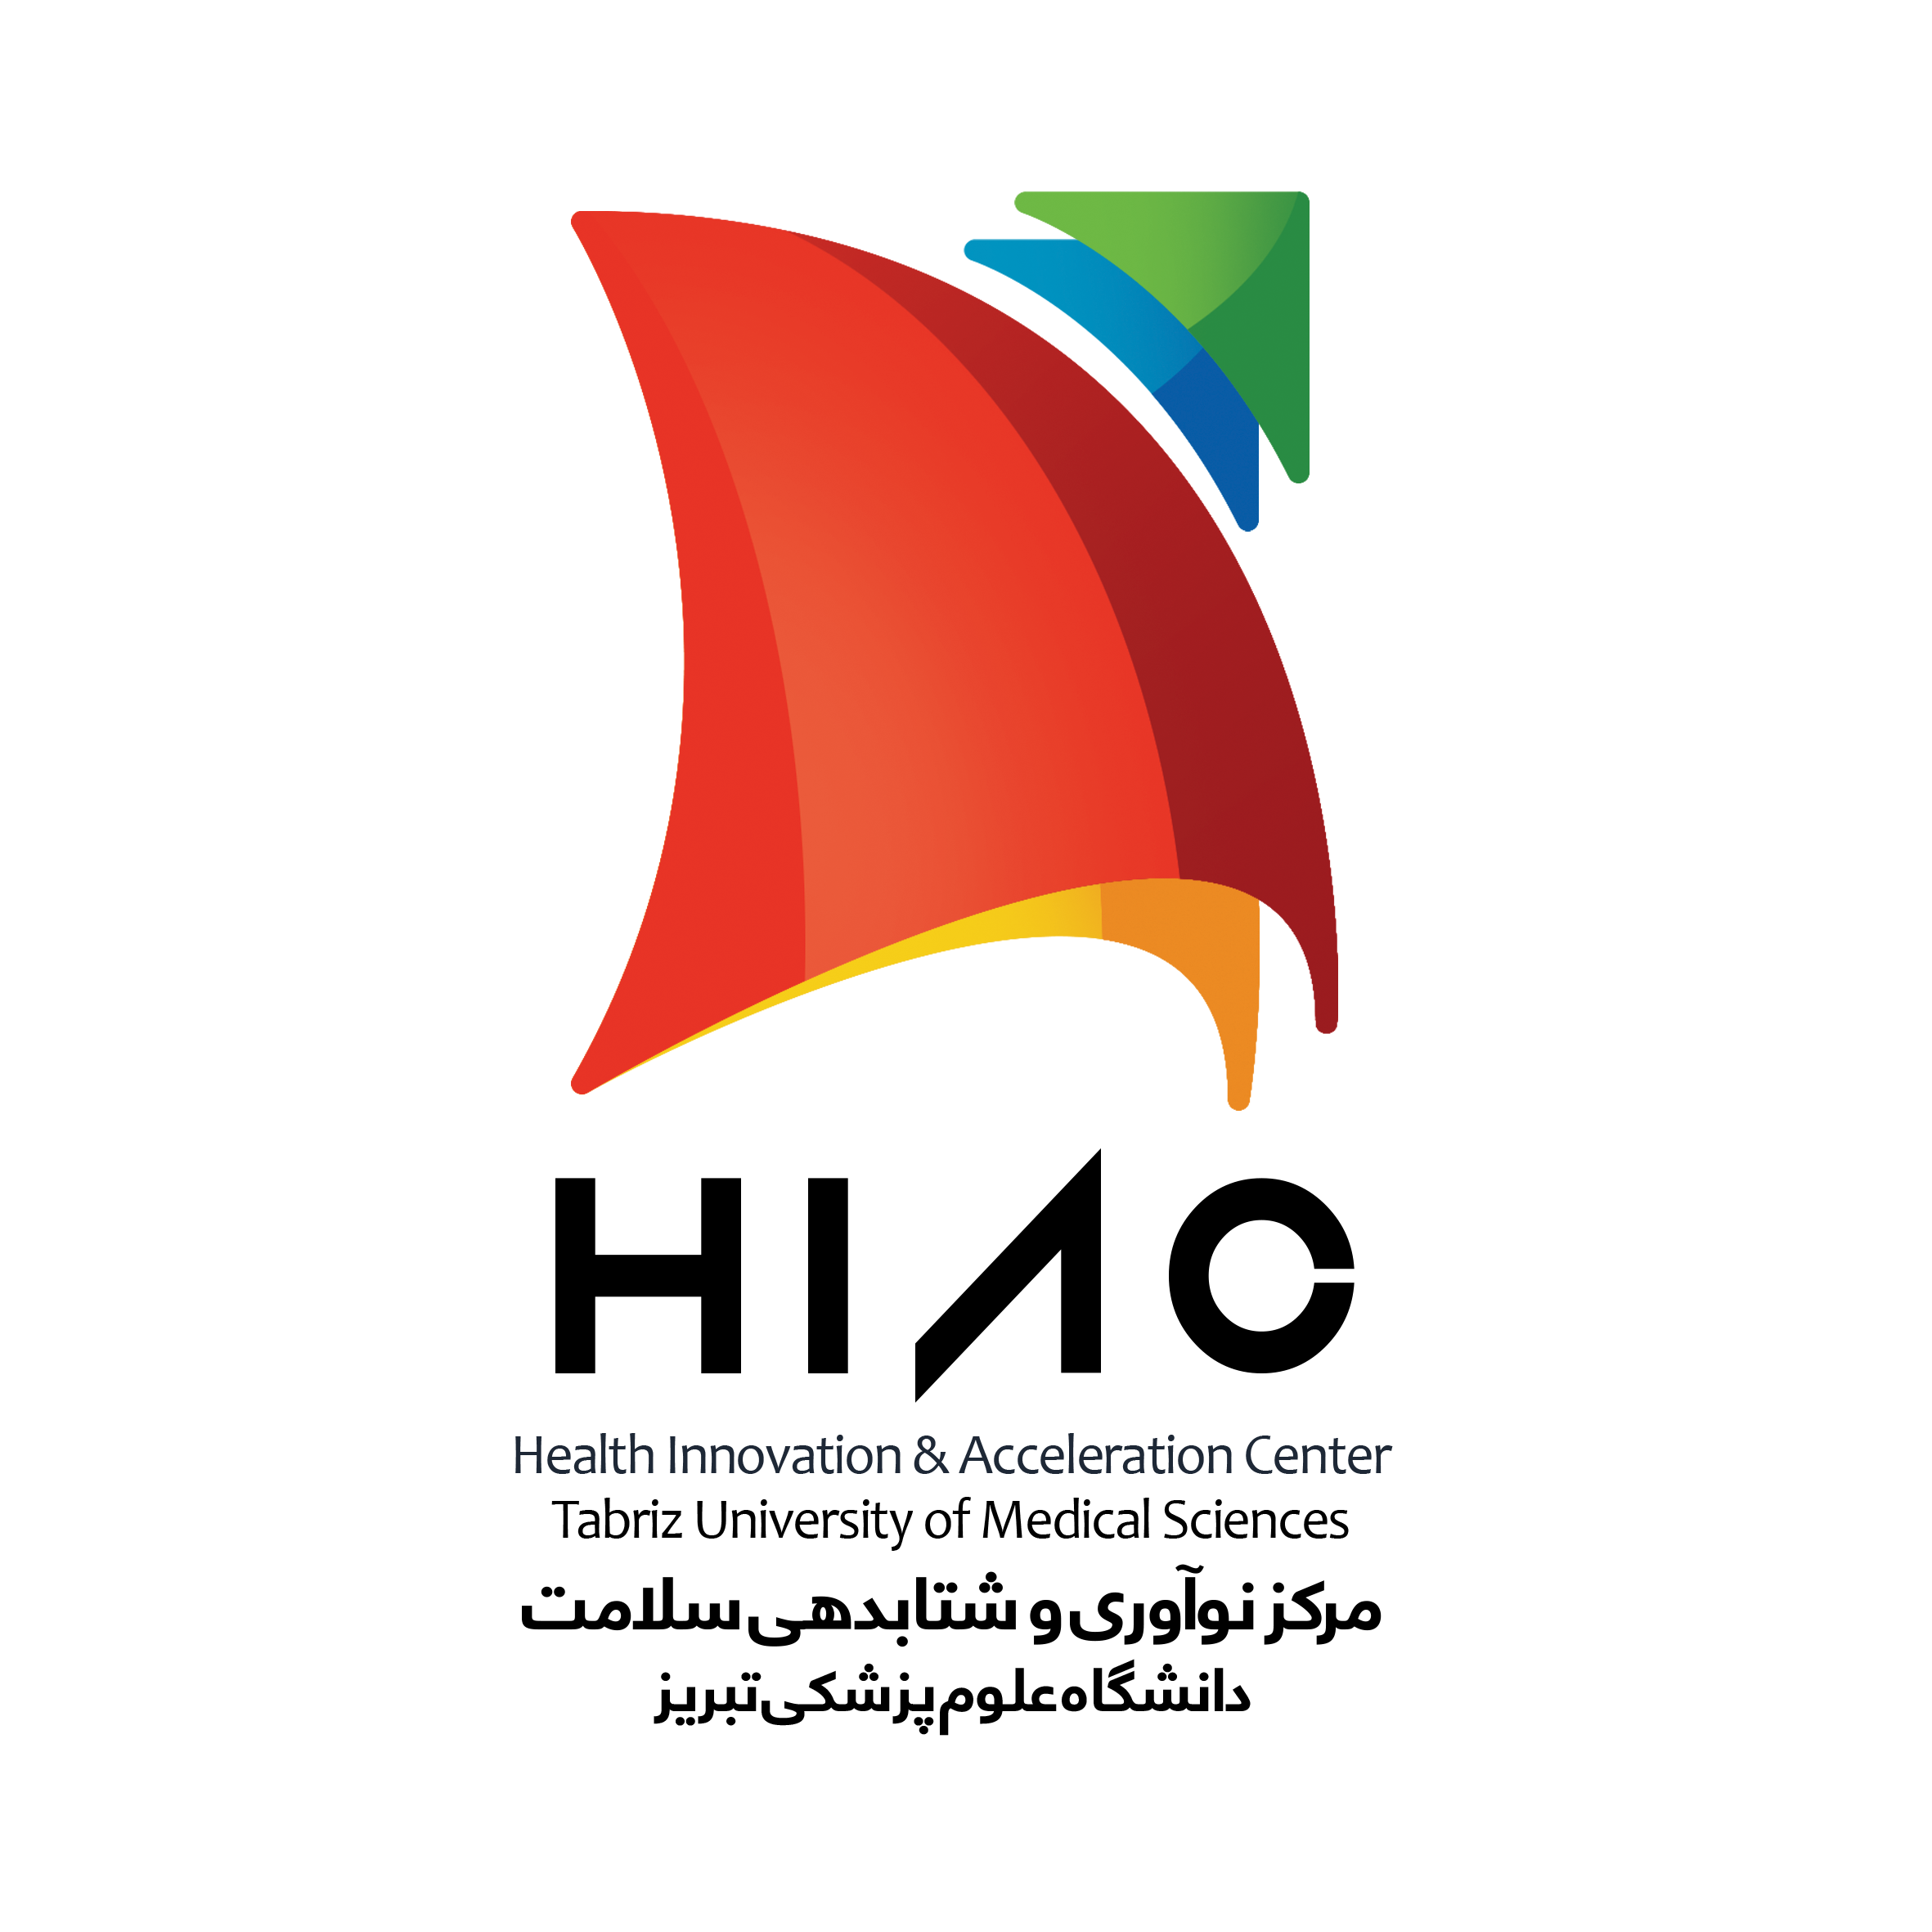 HIAC
Health Innovation & Acceleration Center
Tabriz University of Medical Sciences
مرکز نوآوری و شتابدهی سلامت
دانشگاه علوم پزشکی تبریز